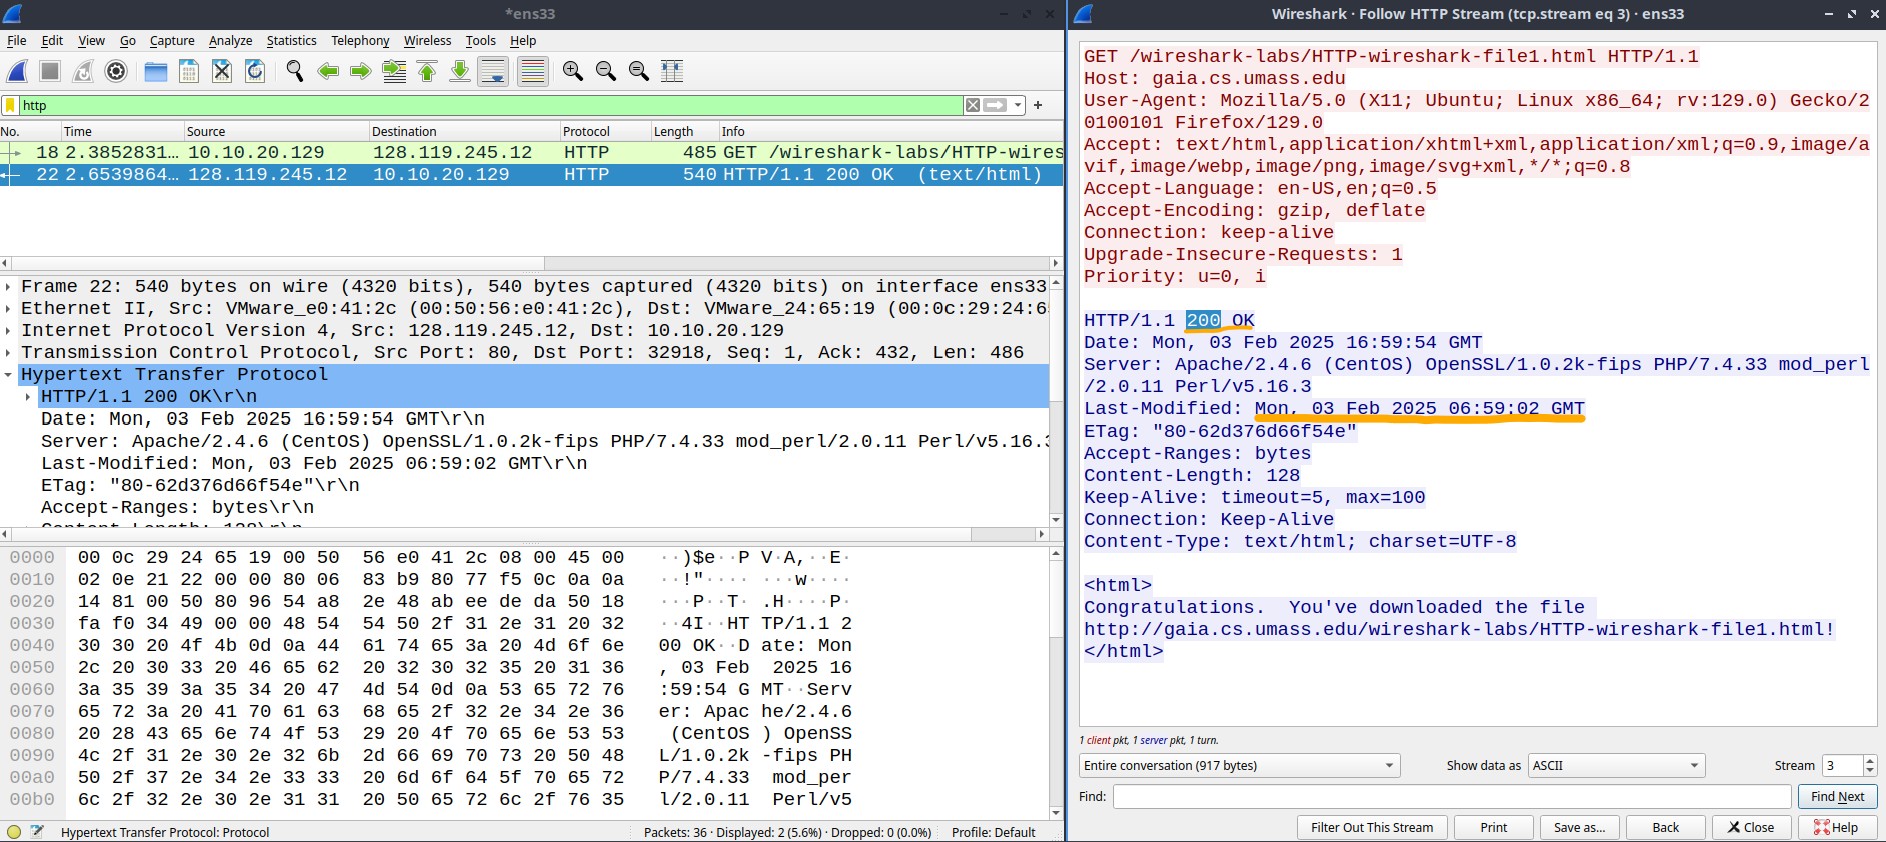 *ens33
File Edit View Go Capture Analyze Statistics Telephony Wireless Tools Help
http
No. Time Source Destination Protocol Length Info
18 2.3852831… 10.10.20.129 128.119.245.12 HTTP 485 GET /wireshark-labs/HTTP-wires
22 2.6539864… 128.119.245.12 10.10.20.129 HTTP 540 HTTP/1.1 200 OK  (text/html)
Frame 22: 540 bytes on wire (4320 bits), 540 bytes captured (4320 bits) on interface ens33
Ethernet II, Src: VMware_e0:41:2c (00:50:56:e0:41:2c), Dst: VMware_24:65:19 (00:0c:29:24:65
Internet Protocol Version 4, Src: 128.119.245.12, Dst: 10.10.20.129
Transmission Control Protocol, Src Port: 80, Dst Port: 32918, Seq: 1, Ack: 432, Len: 486
Hypertext Transfer Protocol
HTTP/1.1 200 OK\r\n
Date: Mon, 03 Feb 2025 16:59:54 GMT\r\n
Server: Apache/2.4.6 (CentOS) OpenSSL/1.0.2k-fips PHP/7.4.33 mod_perl/2.0.11 Perl/v5.16.3
Last-Modified: Mon, 03 Feb 2025 06:59:02 GMT\r\n
ETag: "80-62d376d66f54e"\r\n
Accept-Ranges: bytes\r\n
Content-Length: 128\r\n
0000 00 0c 29 24 65 19 00 50 56 e0 41 2c 08 00 45 00 ··)$e··P V·A,··E·
0010 02 0e 21 22 00 00 80 06 83 b9 80 77 f5 0c 0a 0a ··!"···· ···w····
0020 14 81 00 50 80 96 54 a8 2e 48 ab ee de da 50 18 ···P··T· .H····P·
0030 fa f0 34 49 00 00 48 54 54 50 2f 31 2e 31 20 32 ··4I··HT TP/1.1 2
0040 30 30 20 4f 4b 0d 0a 44 61 74 65 3a 20 4d 6f 6e 00 OK··D ate: Mon
0050 2c 20 30 33 20 46 65 62 20 32 30 32 35 20 31 36 , 03 Feb  2025 16
0060 3a 35 39 3a 35 34 20 47 4d 54 0d 0a 53 65 72 76 :59:54 G MT··Serv
0070 65 72 3a 20 41 70 61 63 68 65 2f 32 2e 34 2e 36 er: Apac he/2.4.6
0080 20 28 43 65 6e 74 4f 53 29 20 4f 70 65 6e 53 53 (CentOS ) OpenSS
0090 4c 2f 31 2e 30 2e 32 6b 2d 66 69 70 73 20 50 48 L/1.0.2k -fips PH
00a0 50 2f 37 2e 34 2e 33 33 20 6d 6f 64 5f 70 65 72 P/7.4.33  mod_per
00b0 6c 2f 32 2e 30 2e 31 31 20 50 65 72 6c 2f 76 35 l/2.0.11  Perl/v5
Hypertext Transfer Protocol: Protocol Packets: 36 · Displayed: 2 (5.6%) · Dropped: 0 (0.0%) Profile: Default
Wireshark · Follow HTTP Stream (tcp.stream eq 3) · ens33
GET /wireshark-labs/HTTP-wireshark-file1.html HTTP/1.1
Host: gaia.cs.umass.edu
User-Agent: Mozilla/5.0 (X11; Ubuntu; Linux x86_64; rv:129.0) Gecko/2
0100101 Firefox/129.0
Accept: text/html,application/xhtml+xml,application/xml;q=0.9,image/a
vif,image/webp,image/png,image/svg+xml,*/*;q=0.8
Accept-Language: en-US,en;q=0.5
Accept-Encoding: gzip, deflate
Connection: keep-alive
Upgrade-Insecure-Requests: 1
Priority: u=0, i
HTTP/1.1 200 OK
Date: Mon, 03 Feb 2025 16:59:54 GMT
Server: Apache/2.4.6 (CentOS) OpenSSL/1.0.2k-fips PHP/7.4.33 mod_perl
/2.0.11 Perl/v5.16.3
Last-Modified: Mon, 03 Feb 2025 06:59:02 GMT
ETag: "80-62d376d66f54e"
Accept-Ranges: bytes
Content-Length: 128
Keep-Alive: timeout=5, max=100
Connection: Keep-Alive
Content-Type: text/html; charset=UTF-8
<html>
Congratulations.  You've downloaded the file
http://gaia.cs.umass.edu/wireshark-labs/HTTP-wireshark-file1.html!
</html>
1 client pkt, 1 server pkt, 1 turn.
Entire conversation (917 bytes) Show data as ASCII Stream 3
Find: Find Next
Filter Out This Stream Print Save as… Back Close Help